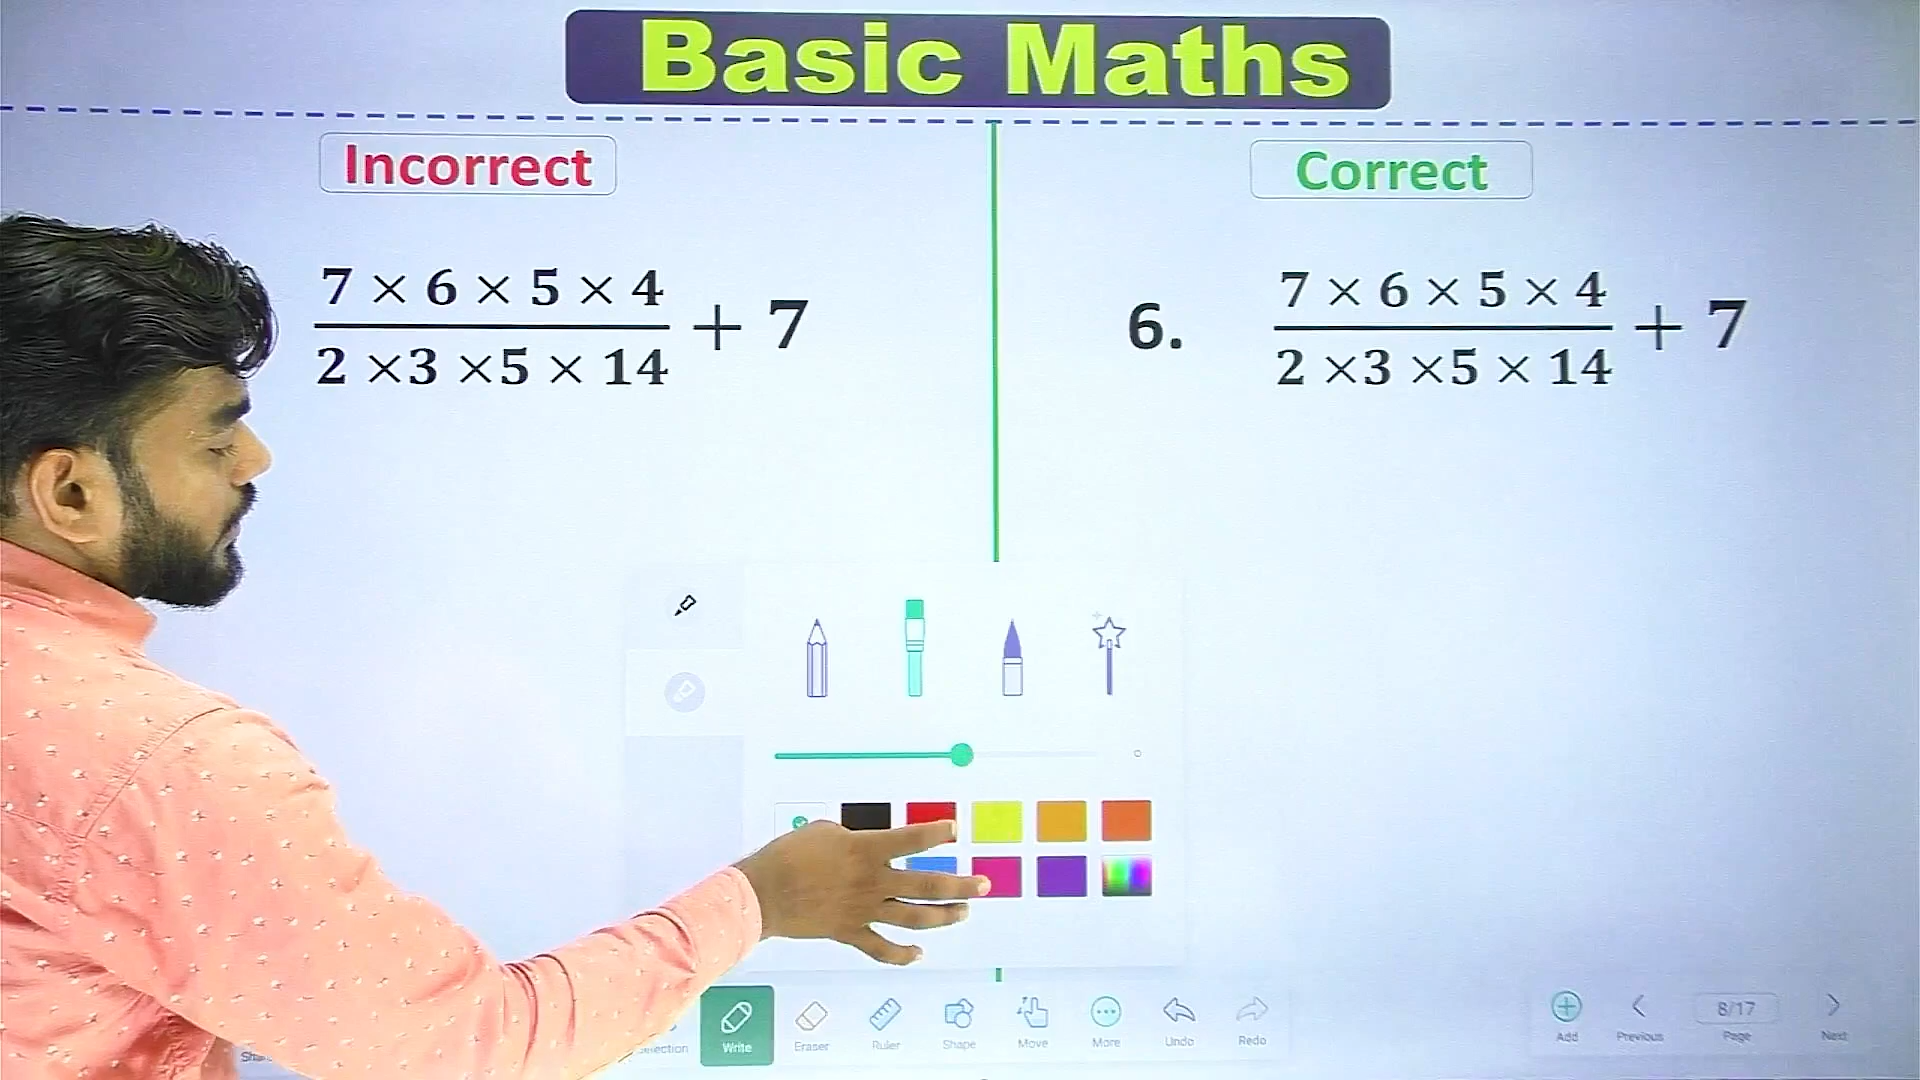 Basic Maths
Incorrect
Correct
7 × 6 × 5 × 4
2 ×3 ×5 × 14
+ 7
6.
7 × 6 × 5 × 4
2 ×3 ×5 × 14
+ 7
Write
Eraser
Ruler
Shape
Move
More
Undo
Redo
Add
Previous
8/17
Page
Next